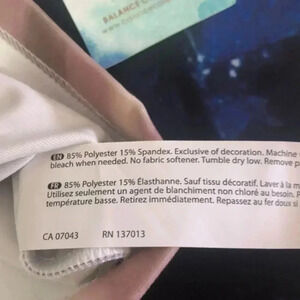 BALANCE C
EN 85% Polyester 15% Spandex. Exclusive of decoration. Machine
bleach when needed. No fabric softener. Tumble dry low. Remove p
FR 85% Polyester 15% Élasthanne. Sauf tissu décoratif. Laver à la m
Utilisez seulement un agent de blanchiment non chloré au besoin. P
température basse. Retirez immédiatement. Repassez au fer doux si
CA 07043 RN 137013